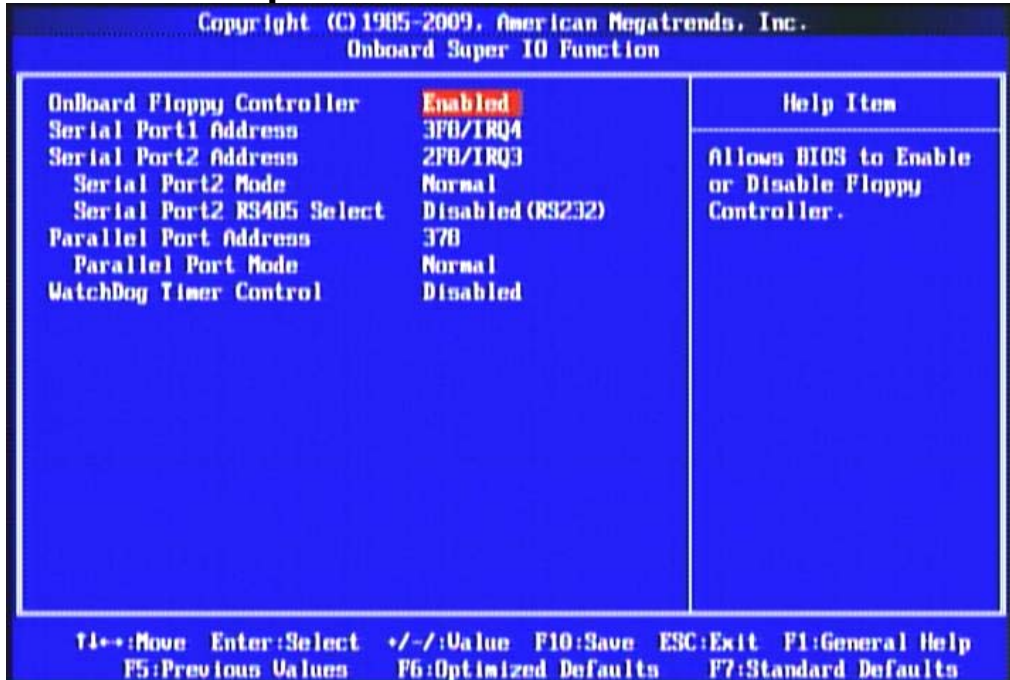 Copyright (C)1985-2009, American Megatrends, Inc.
Onboard Super IO Function
OnBoard Floppy Controller Enabled
Serial Port1 Address 3F8/IRQ4
Serial Port2 Address 2F8/IRQ3
Serial Port2 Mode Normal
Serial Port2 RS485 Select Disabled(RS232)
Parallel Port Address 378
Parallel Port Mode Normal
WatchDog Timer Control Disabled
Help Item
Allows BIOS to Enable
or Disable Floppy
Controller.
↑↓←→:Move Enter:Select +/-/:Value F10:Save ESC:Exit F1:General Help
F5:Previous Values F6:Optimized Defaults F7:Standard Defaults